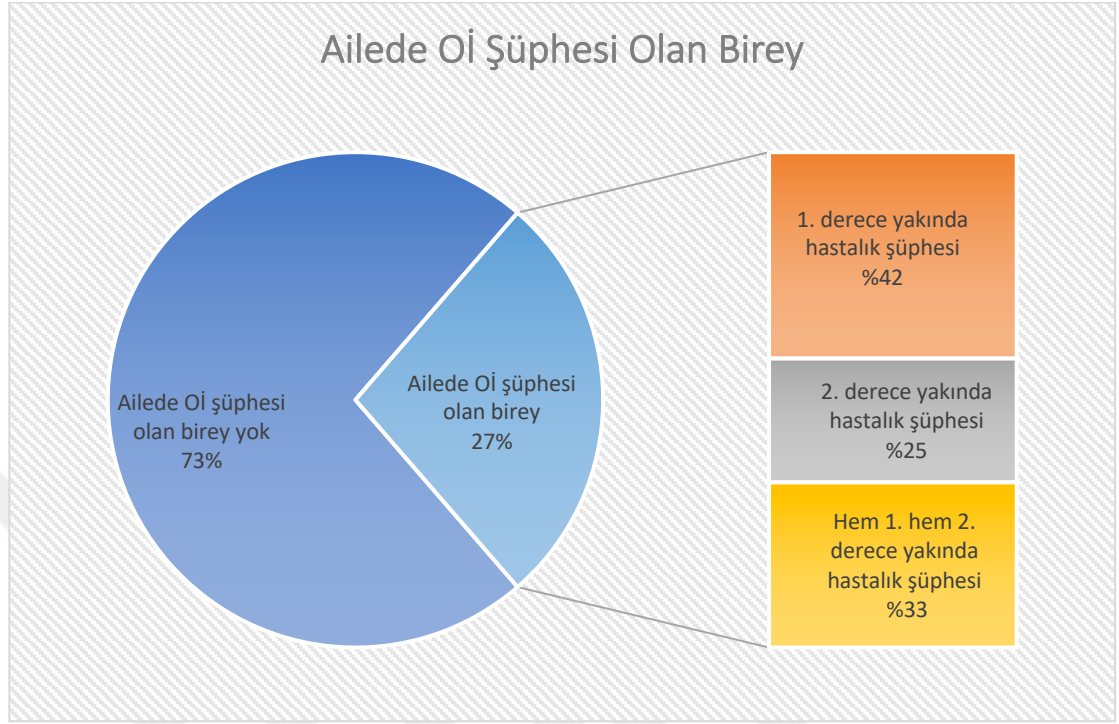 Ailede Oİ Şüphesi Olan Birey
Ailede Oİ şüphesi
olan birey yok
73%
Ailede Oİ şüphesi
olan birey
27%
1. derece yakında
hastalık şüphesi
%42
2. derece yakında
hastalık şüphesi
%25
Hem 1. hem 2.
derece yakında
hastalık şüphesi
%33